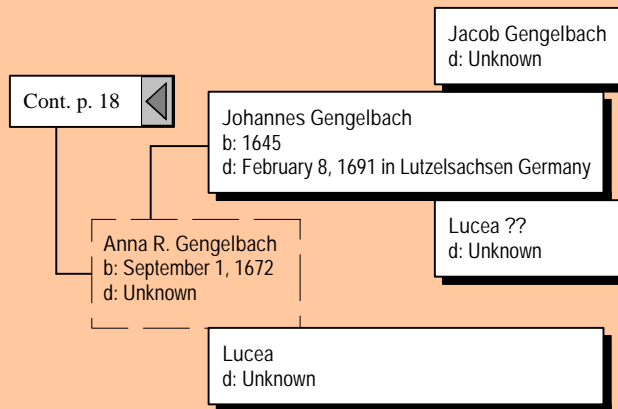 Jacob Gengelbach
d: Unknown
Cont. p. 18
Johannes Gengelbach
b: 1645
d: February 8, 1691 in Lutzelsachsen Germany
Lucea ??
d: Unknown
Anna R. Gengelbach
b: September 1, 1672
d: Unknown
Lucea
d: Unknown